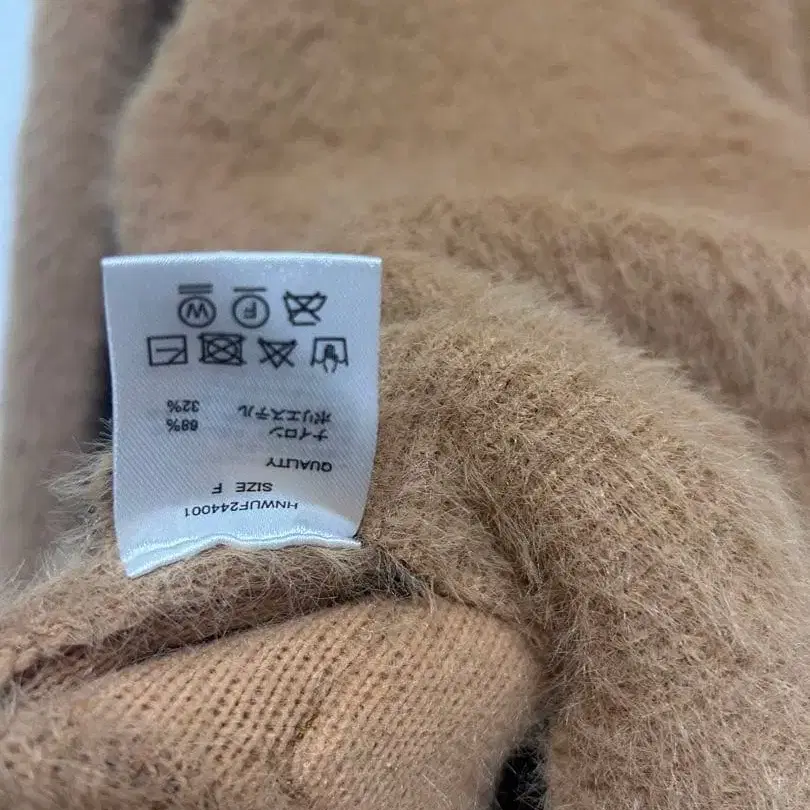 HNWUF244001
SIZE F
QUALITY
ナイロン 68%
ポリエステル 32%
F W